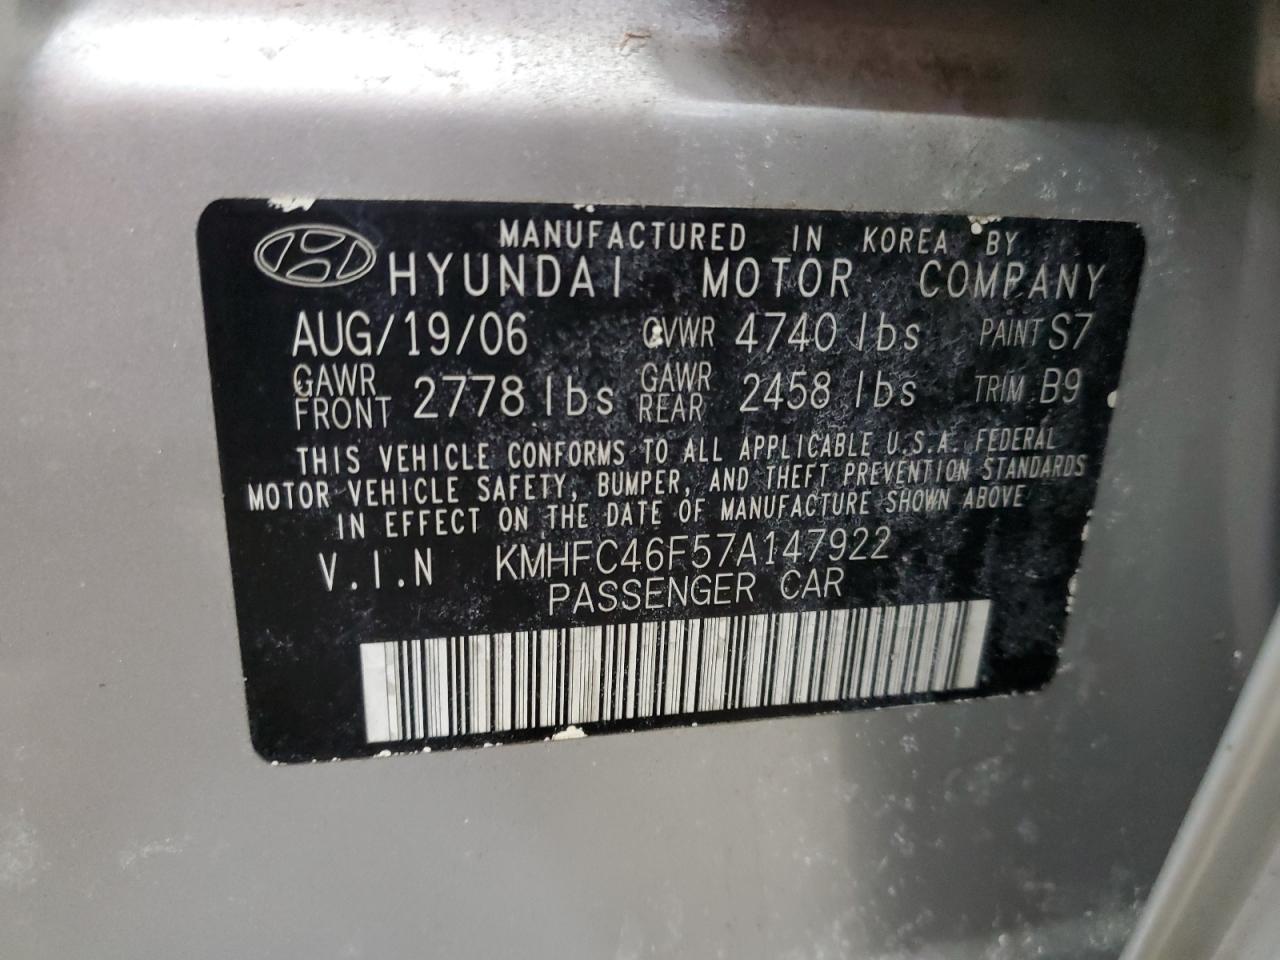 MANUFACTURED IN KOREA BY
HYUNDAI MOTOR COMPANY
AUG/19/06 GVWR 4740 lbs PAINT S7
GAWR FRONT 2778 lbs GAWR REAR 2458 lbs TRIM B9
THIS VEHICLE CONFORMS TO ALL APPLICABLE U.S.A. FEDERAL
MOTOR VEHICLE SAFETY, BUMPER, AND THEFT PREVENTION STANDARDS
IN EFFECT ON THE DATE OF MANUFACTURE SHOWN ABOVE
V.I.N KMHFC46F57A147922
PASSENGER CAR